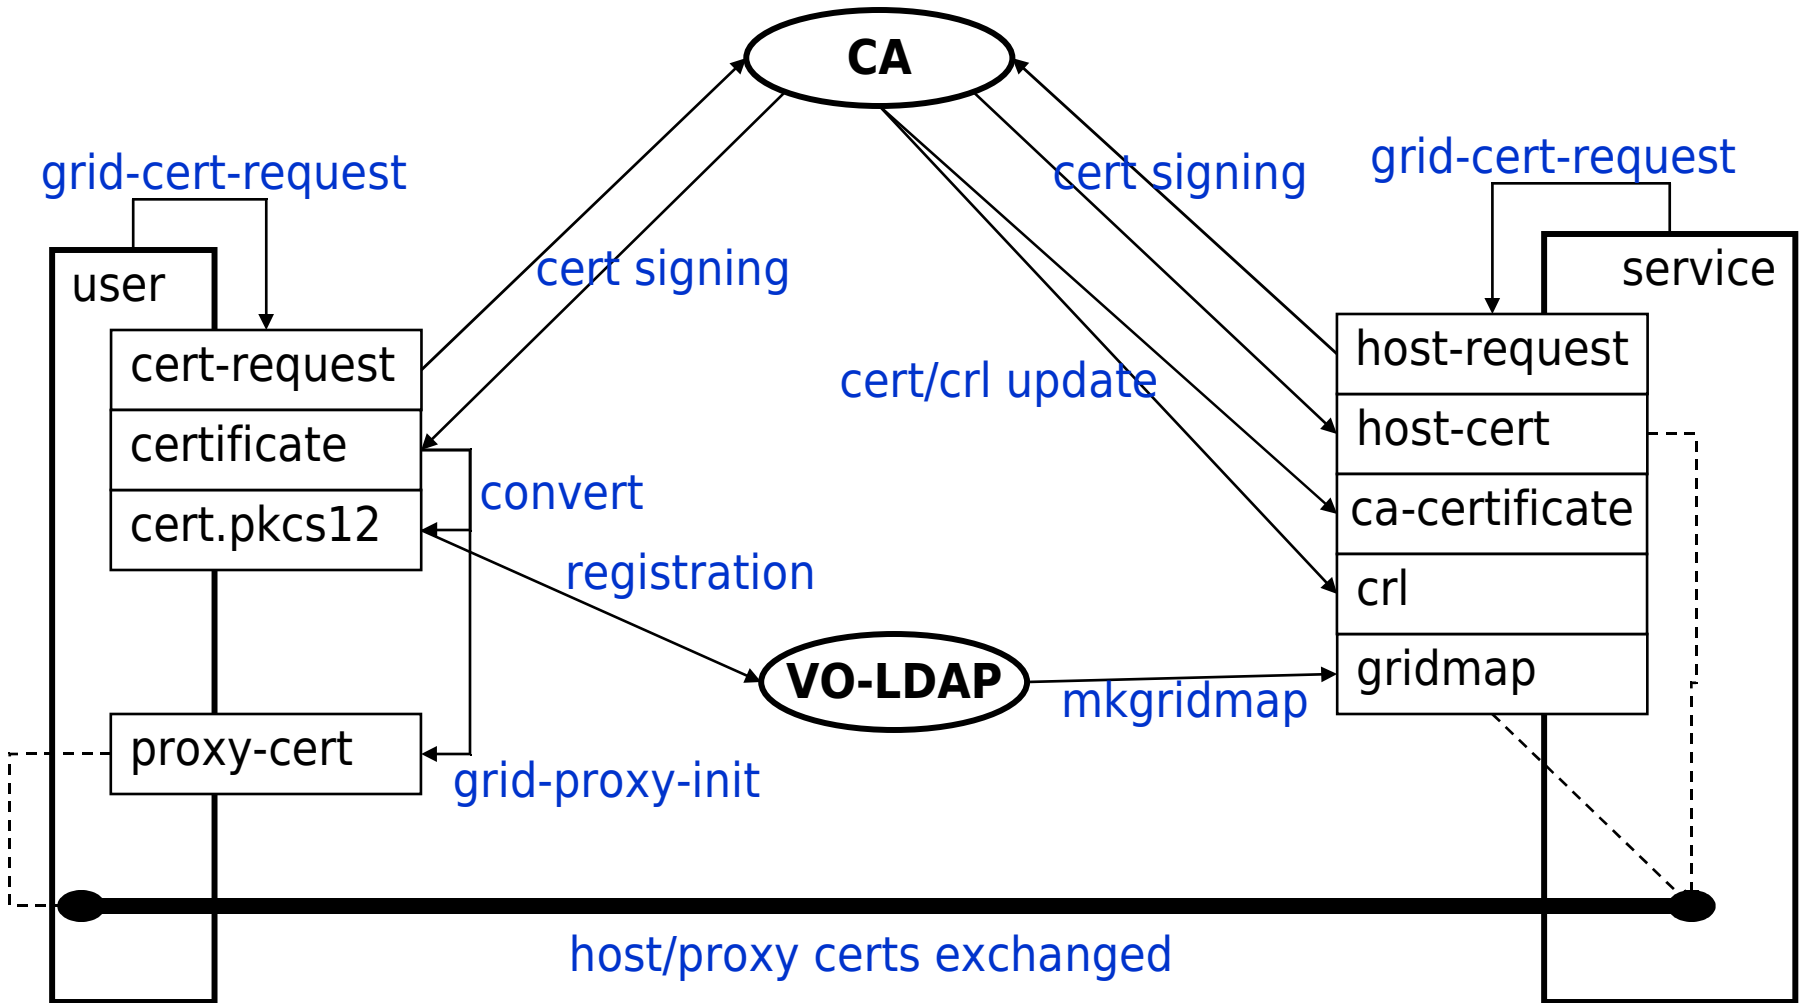 CA
grid-cert-request
cert signing
grid-cert-request
user
cert signing
service
cert-request
host-request
certificate
cert/crl update
host-cert
cert.pkcs12
convert
ca-certificate
registration
crl
VO-LDAP
mkgridmap
gridmap
proxy-cert
grid-proxy-init
host/proxy certs exchanged